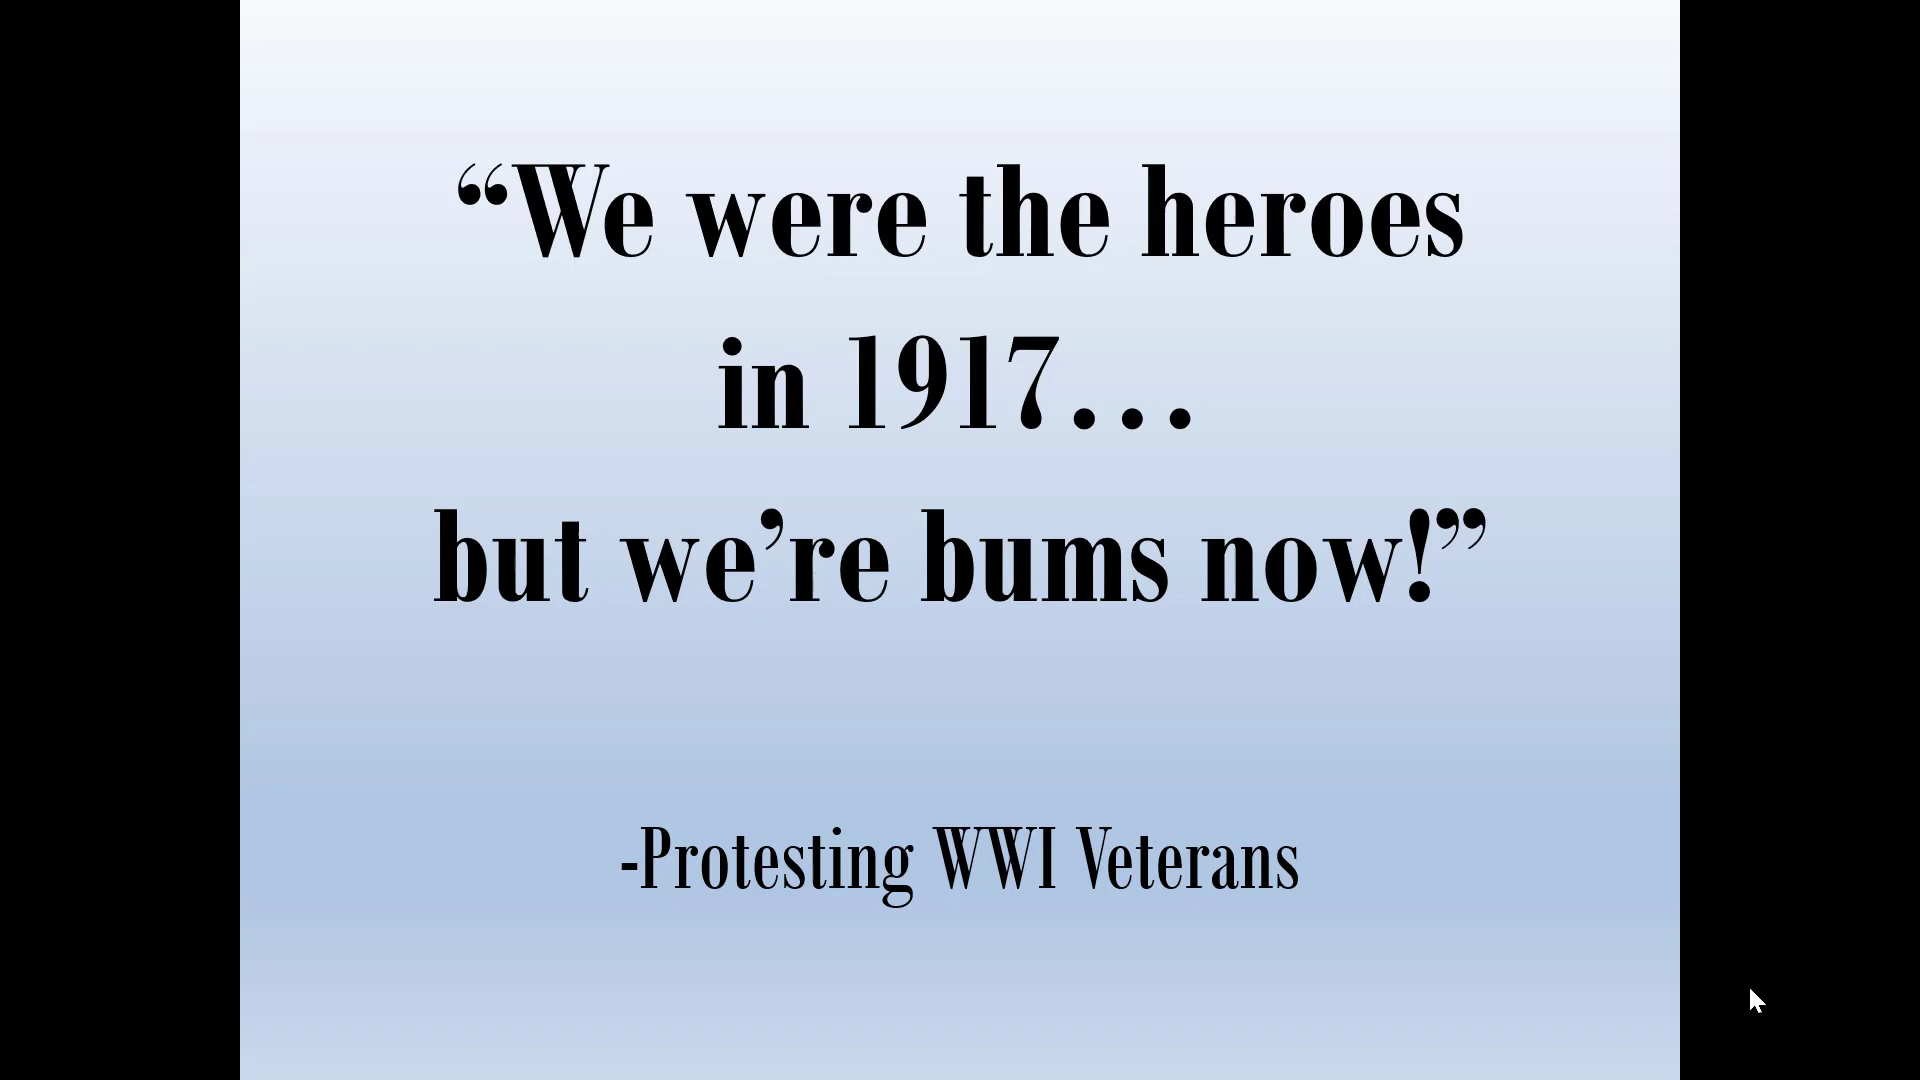 “We were the heroes
in 1917…
but we’re bums now!”
-Protesting WWI Veterans